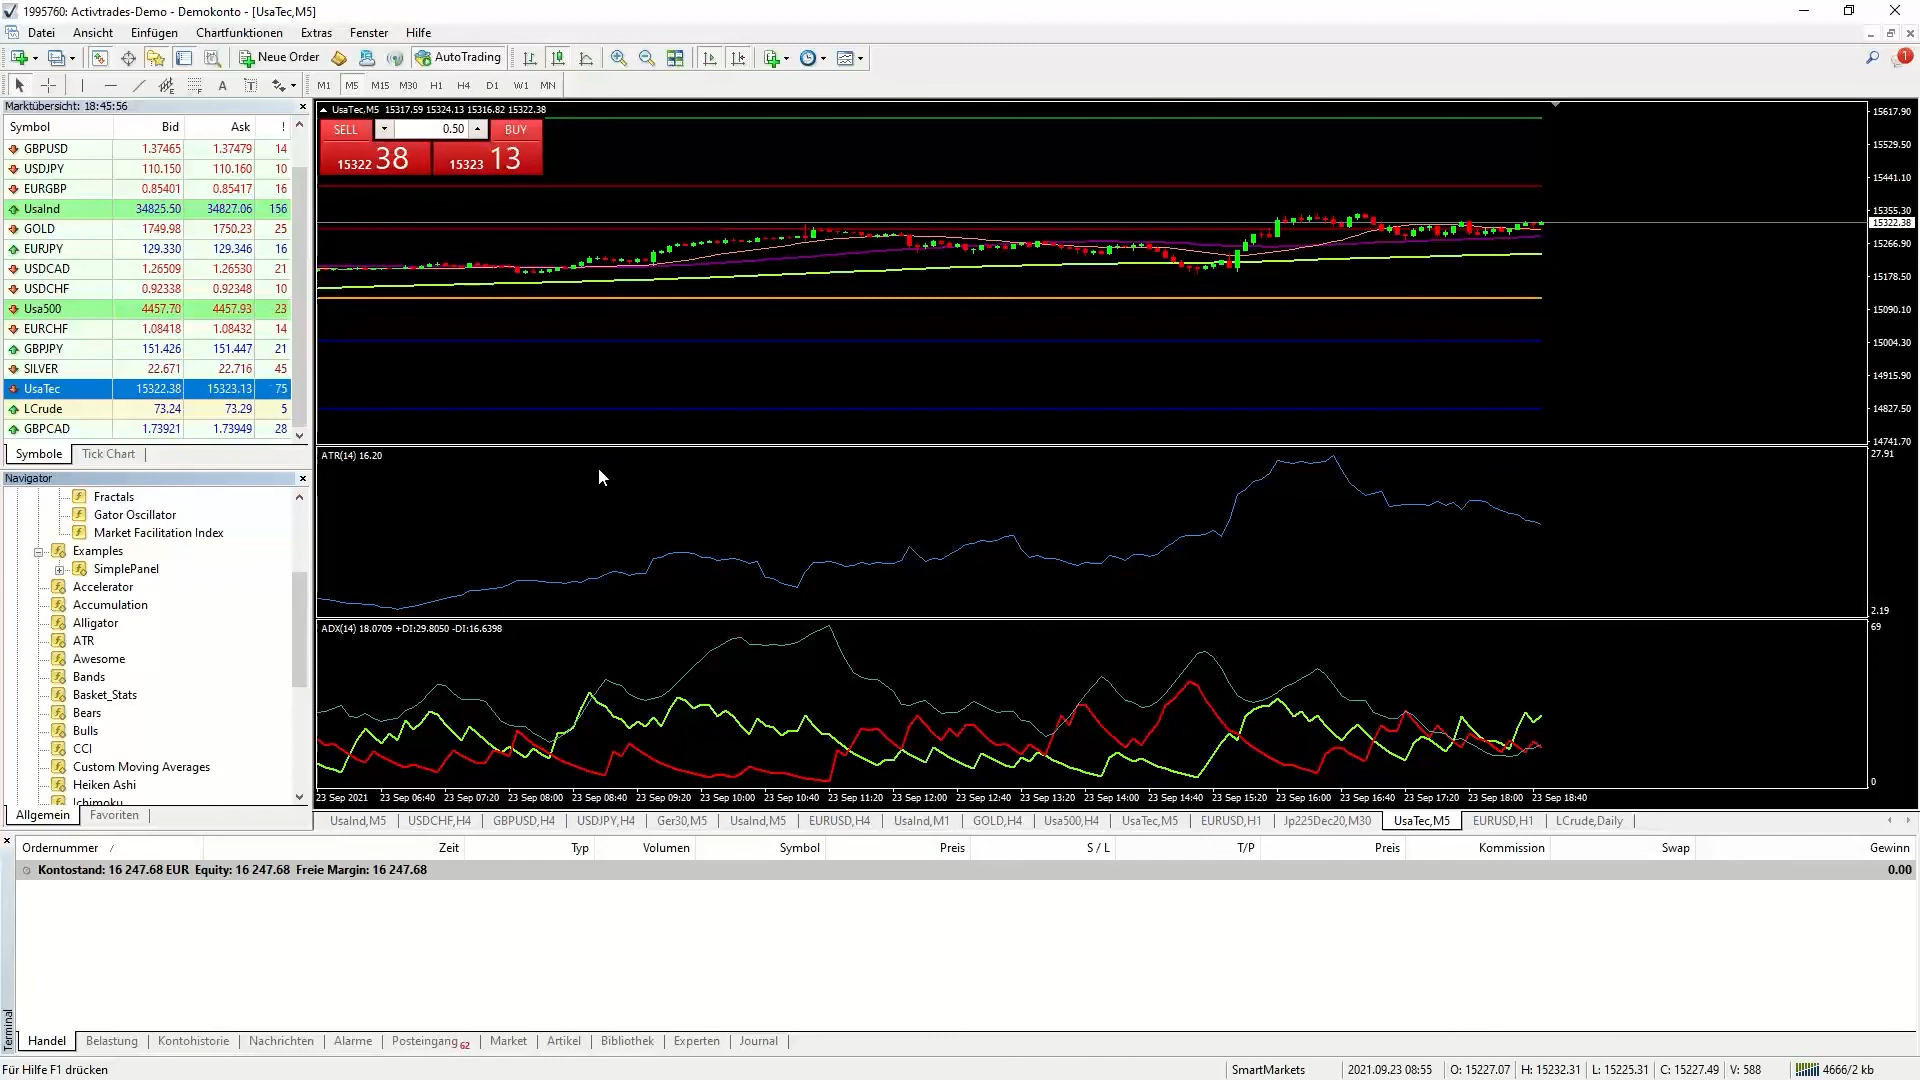 1995760: Activtrades-Demo - Demokonto - [UsaTec,M5]
Datei Ansicht Einfügen Chartfunktionen Extras Fenster Hilfe
Neue Order AutoTrading 1
A T M1 M5 M15 M30 H1 H4 D1 W1 MN
Marktübersicht: 18:45:56
Symbol Bid Ask !
GBPUSD 1.37465 1.37479 14
USDJPY 110.150 110.160 10
EURGBP 0.85401 0.85417 16
UsaInd 34825.50 34827.06 156
GOLD 1749.98 1750.23 25
EURJPY 129.330 129.346 16
USDCAD 1.26509 1.26530 21
USDCHF 0.92338 0.92348 10
Usa500 4457.70 4457.93 23
EURCHF 1.08418 1.08432 14
GBPJPY 151.426 151.447 21
SILVER 22.671 22.716 45
UsaTec 15322.38 15323.13 75
LCrude 73.24 73.29 5
GBPCAD 1.73921 1.73949 28
Symbole Tick Chart
Navigator
Fractals
Gator Oscillator
Market Facilitation Index
Examples
SimplePanel
Accelerator
Accumulation
Alligator
ATR
Awesome
Bands
Basket_Stats
Bears
Bulls
CCI
Custom Moving Averages
Heiken Ashi
Ichimoku
Allgemein Favoriten
UsaTec,M5 15317.59 15324.13 15316.82 15322.38
SELL 0.50 BUY
15322 38 15323 13
15617.90
15529.50
15441.10
15355.30
15322.38
15266.90
15178.50
15090.10
15004.30
14915.90
14827.50
14741.70
ATR(14) 16.20
27.91
2.19
ADX(14) 18.0709 +DI:29.8050 -DI:16.6398
69
0
23 Sep 2021 23 Sep 06:40 23 Sep 07:20 23 Sep 08:00 23 Sep 08:40 23 Sep 09:20 23 Sep 10:00 23 Sep 10:40 23 Sep 11:20 23 Sep 12:00 23 Sep 12:40 23 Sep 13:20 23 Sep 14:00 23 Sep 14:40 23 Sep 15:20 23 Sep 16:00 23 Sep 16:40 23 Sep 17:20 23 Sep 18:00 23 Sep 18:40
UsaInd,M5 USDCHF,H4 GBPUSD,H4 USDJPY,H4 Ger30,M5 UsaInd,M5 EURUSD,H4 UsaInd,M1 GOLD,H4 Usa500,H4 UsaTec,M5 EURUSD,H1 Jp225Dec20,M30 UsaTec,M5 EURUSD,H1 LCrude,Daily
Ordernummer / Zeit Typ Volumen Symbol Preis S / L T/P Preis Kommission Swap Gewinn
Kontostand: 16 247.68 EUR Equity: 16 247.68 Freie Margin: 16 247.68 0.00
Terminal
Handel Belastung Kontohistorie Nachrichten Alarme Posteingang 62 Market Artikel Bibliothek Experten Journal
Für Hilfe F1 drücken SmartMarkets 2021.09.23 08:55 O: 15227.07 H: 15232.31 L: 15225.31 C: 15227.49 V: 588 4666/2 kb